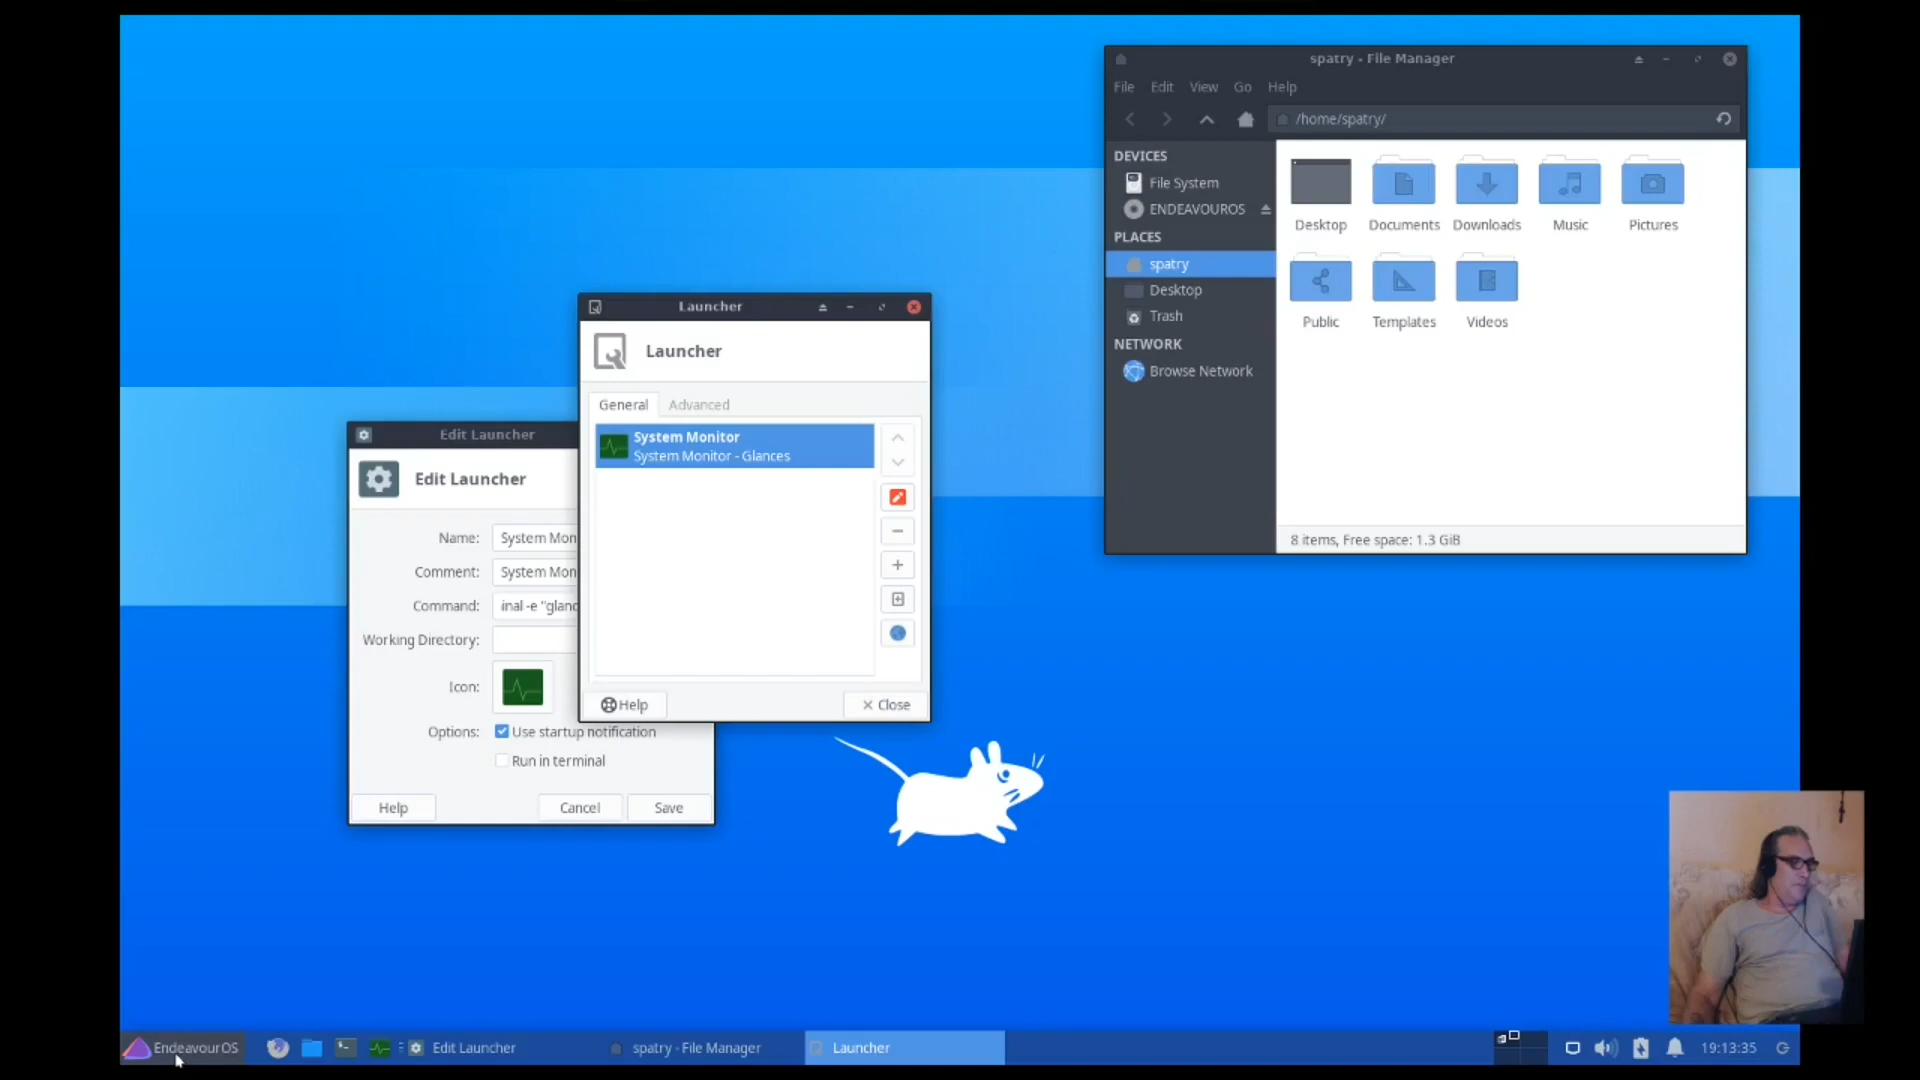 spatry - File Manager
File Edit View Go Help
/home/spatry/
DEVICES
File System
ENDEAVOUROS
PLACES
spatry
Desktop
Trash
NETWORK
Browse Network
Desktop Documents Downloads Music Pictures
Public Templates Videos
8 items, Free space: 1.3 GiB
Launcher
Launcher
General Advanced
System Monitor
System Monitor - Glances
Help Close
Edit Launcher
Edit Launcher
Name: System Mon
Comment: System Mon
Command: inal -e "glanc
Working Directory:
Icon:
Options: Use startup notification
Run in terminal
Help Cancel Save
EndeavourOS Edit Launcher spatry - File Manager Launcher 19:13:35